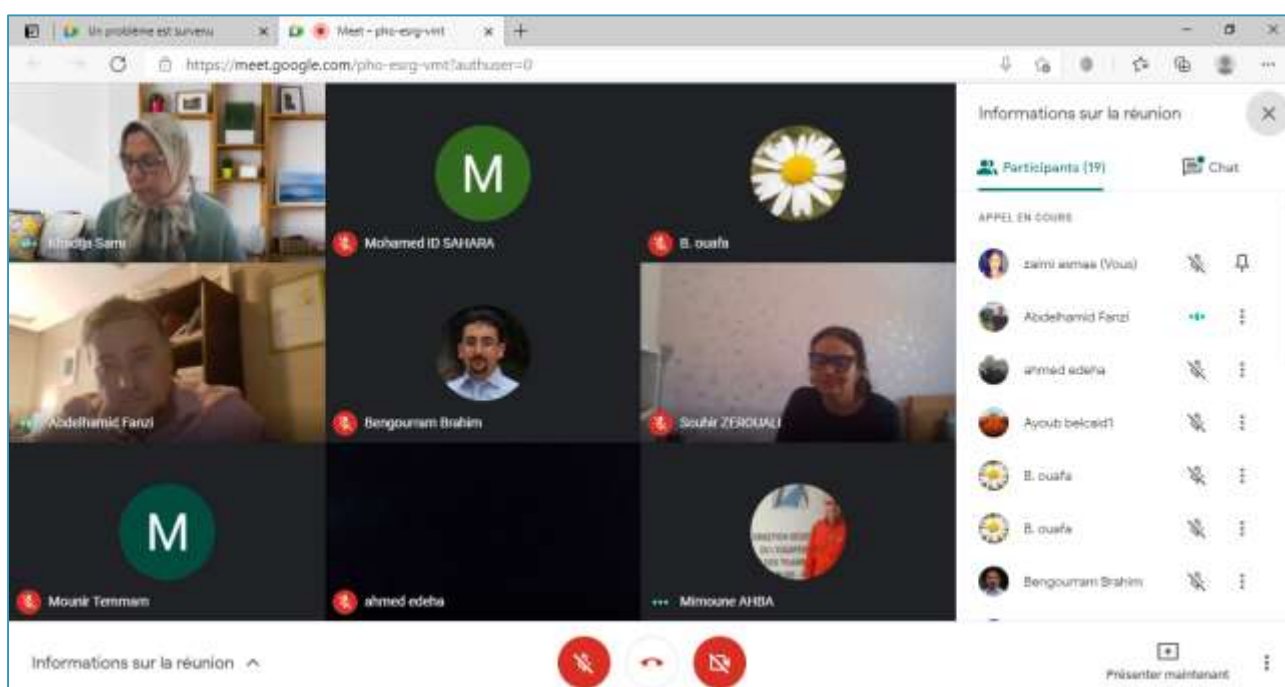 Un problème est survenu
Meet – pho-esrg-vmt
https://meet.google.com/pho-esrg-vmt?authuser=0
Khadija Sami
M
Mohamed ID SAHARA
B. ouafa
Abdelhamid Fanzi
Bengourram Brahim
Souhir ZEROUALI
M
Mounir Temmam
ahmed edeha
Mimoune AHBA
Informations sur la réunion
Participants (19)
Chat
APPEL EN COURS
zaimi asmae (Vous)
Abdelhamid Fanzi
ahmed edeha
Ayoub belcaid1
B. ouafa
B. ouafa
Bengourram Brahim
Informations sur la réunion
Présenter maintenant